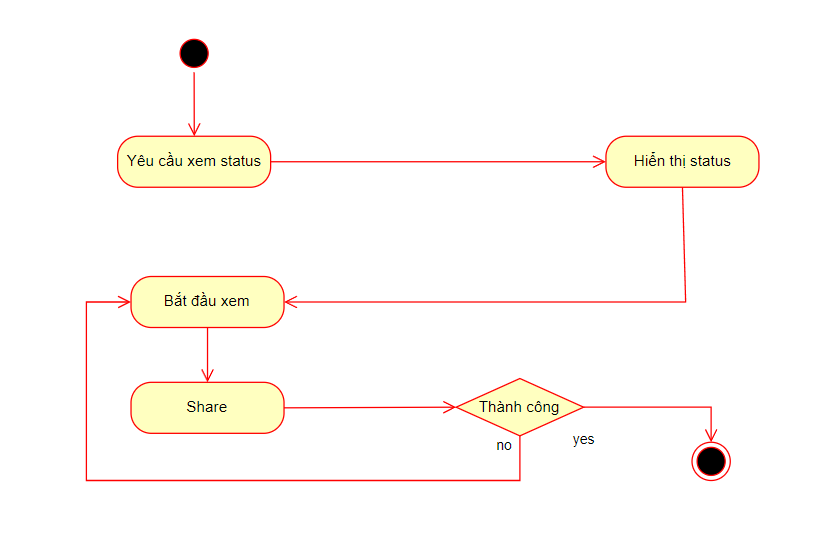 Yêu cầu xem status
Hiển thị status
Bắt đầu xem
Share
Thành công
no
yes